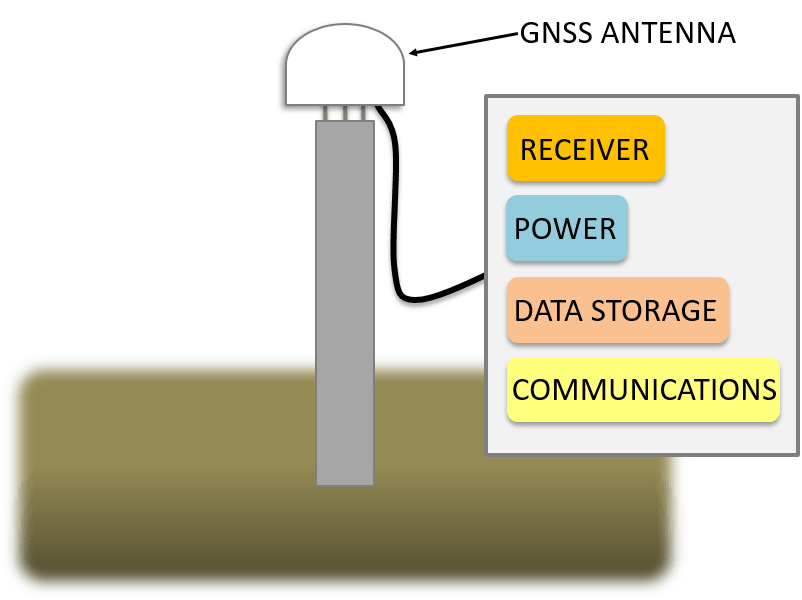 GNSS ANTENNA
RECEIVER
POWER
DATA STORAGE
COMMUNICATIONS